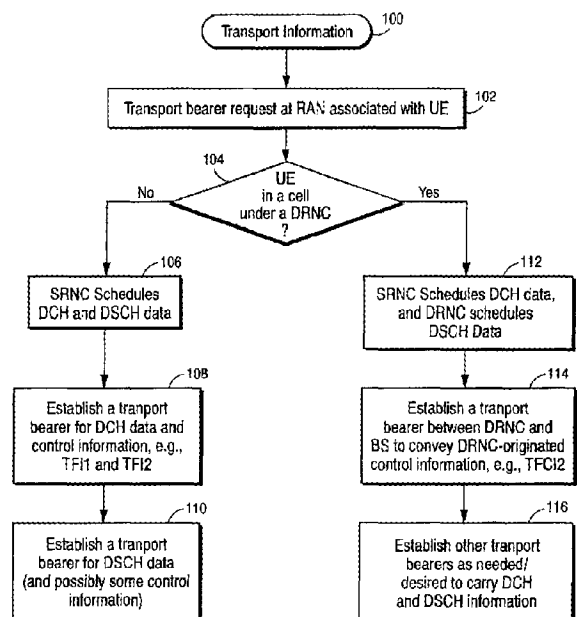 Transport Information
100
Transport bearer request at RAN associated with UE
102
104
UE
in a cell
under a DRNC
?
No
Yes
106
SRNC Schedules
DCH and DSCH data
112
SRNC Schedules DCH data,
and DRNC schedules
DSCH Data
108
Establish a tranport
bearer for DCH data and
control information, e.g.,
TFI1 and TFI2
114
Establish a tranport
bearer between DRNC and
BS to convey DRNC-originated
control information, e.g., TFCI2
110
Establish a tranport
bearer for DSCH data
(and possibly some control
information)
116
Establish other tranport
bearers as needed/
desired to carry DCH
and DSCH information